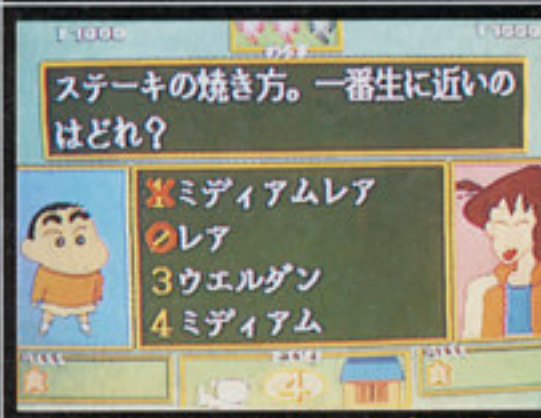 ステーキの焼き方。一番生に近いの
はどれ？
ミディアムレア
レア
3 ウエルダン
4 ミディアム